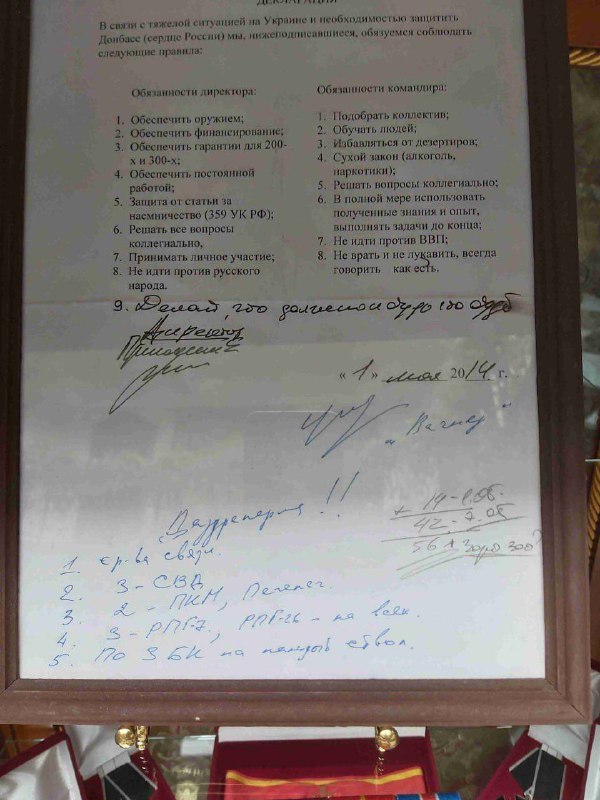 ДЕКЛАРАЦИЯ
В связи с тяжелой ситуацией на Украине и необходимостью защитить
Донбасс (сердце России) мы, нижеподписавшиеся, обязуемся соблюдать
следующие правила:
Обязанности директора:
1. Обеспечить оружием;
2. Обеспечить финансирование;
3. Обеспечить гарантии для 200-
х и 300-х;
4. Обеспечить постоянной
работой;
5. Защита от статьи за
насмничество (359 УК РФ);
6. Решать все вопросы
коллегиально,
7. Принимать личное участие;
8. Не идти против русского
народа.
Обязанности командира:
1. Подобрать коллектив;
2. Обучать людей;
3. Избавляться от дезертиров;
4. Сухой закон (алкоголь,
наркотики);
5. Решать вопросы коллегиально;
6. В полной мере использовать
полученные знания и опыт,
выполнять задачи до конца;
7. Не идти против ВВП;
8. Не врать и не лукавить, всегда
говорить как есть.
9. Делай, что должно и будь что будет
Директор
« 1 » мая 2014 г.
"Вагнер"
14-
42-
56
1 ср-ва связи.
2. 3-СВД
3. 2-ПКМ, Печенег.
4. 3-РПГ-7, РПГ-26 - на всех.
5. По 3 БК на каждый ствол.